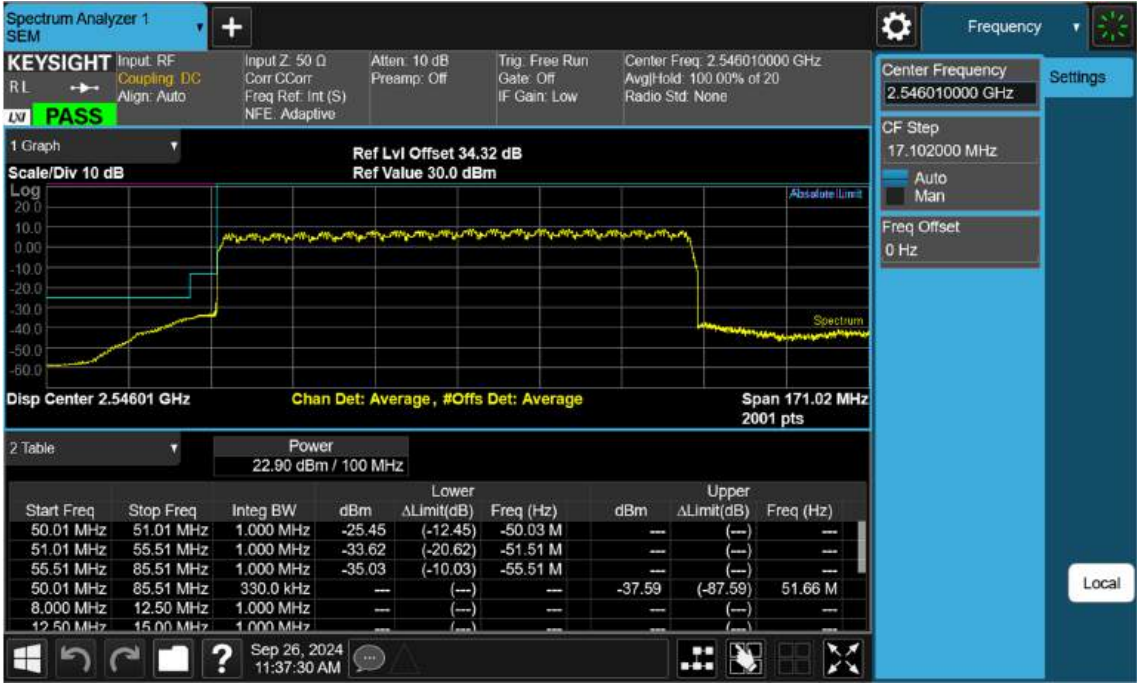 Spectrum Analyzer 1
SEM
Frequency
KEYSIGHT
Input: RF
Coupling: DC
Align: Auto
Input Z: 50 Ω
Corr CCorr
Freq Ref: Int (S)
NFE: Adaptive
Atten: 10 dB
Preamp: Off
Trig: Free Run
Gate: Off
IF Gain: Low
Center Freq: 2.546010000 GHz
Avg|Hold: 100.00% of 20
Radio Std: None
R L
LXI
PASS
Center Frequency
2.546010000 GHz
Settings
CF Step
17.102000 MHz
Auto
Man
Freq Offset
0 Hz
1 Graph
Scale/Div 10 dB
Ref Lvl Offset 34.32 dB
Ref Value 30.0 dBm
Log
Absolute Limit
20.0
10.0
0.00
-10.0
-20.0
-30.0
-40.0
-50.0
-60.0
Spectrum
Disp Center 2.54601 GHz
Chan Det: Average, #Offs Det: Average
Span 171.02 MHz
2001 pts
2 Table
Power
22.90 dBm / 100 MHz
Lower Upper
Start Freq Stop Freq Integ BW dBm ΔLimit(dB) Freq (Hz) dBm ΔLimit(dB) Freq (Hz)
50.01 MHz 51.01 MHz 1.000 MHz -25.45 (-12.45) -50.03 M --- (---) ---
51.01 MHz 55.51 MHz 1.000 MHz -33.62 (-20.62) -51.51 M --- (---) ---
55.51 MHz 85.51 MHz 1.000 MHz -35.03 (-10.03) -55.51 M --- (---) ---
50.01 MHz 85.51 MHz 330.0 kHz --- (---) --- -37.59 (-87.59) 51.66 M
8.000 MHz 12.50 MHz 1.000 MHz --- (---) --- --- (---) ---
12.50 MHz 15.00 MHz 1.000 MHz --- (---) --- --- (---) ---
Local
?
Sep 26, 2024
11:37:30 AM